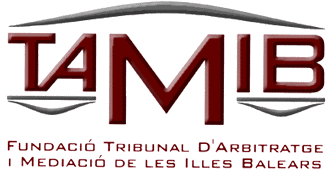 TAMIB
FUNDACIÓ TRIBUNAL D'ARBITRATGE
I MEDIACIÓ DE LES ILLES BALEARS